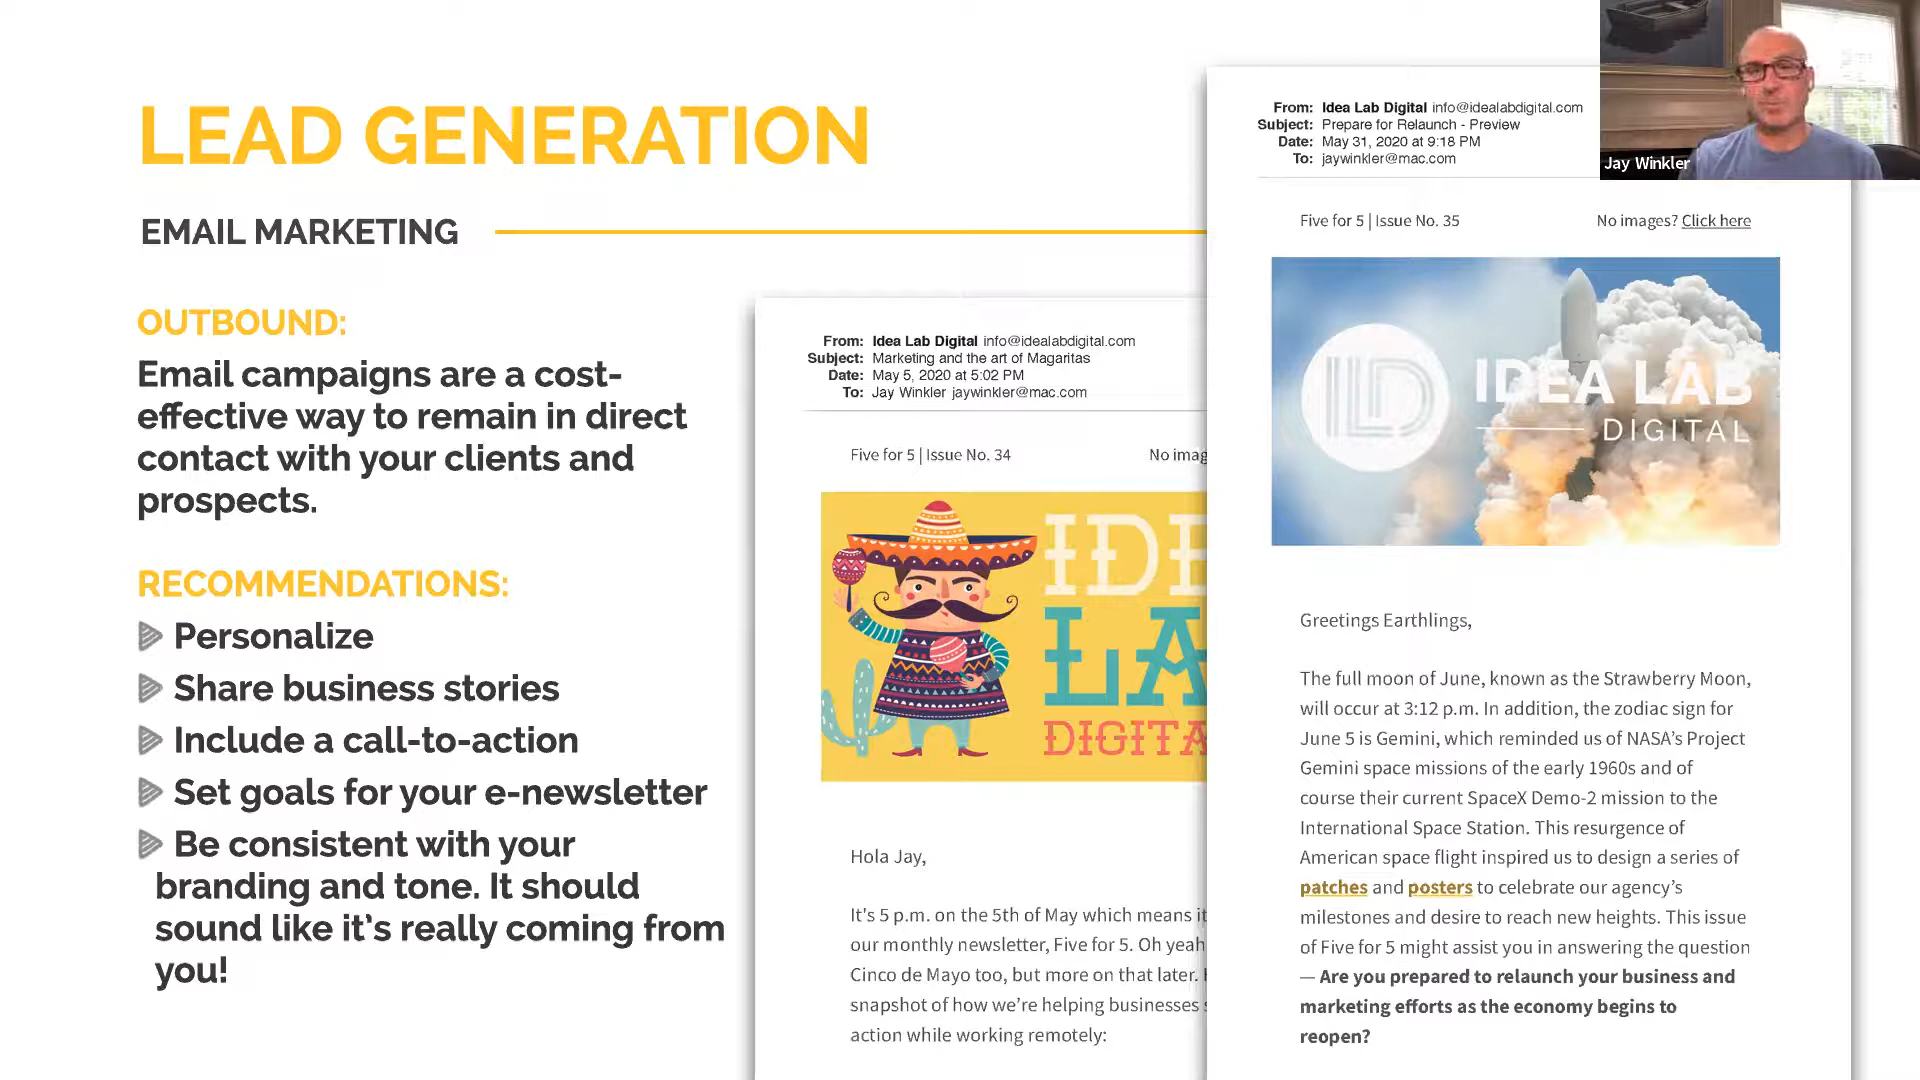 LEAD GENERATION
EMAIL MARKETING
OUTBOUND:
Email campaigns are a cost-
effective way to remain in direct
contact with your clients and
prospects.
RECOMMENDATIONS:
Personalize
Share business stories
Include a call-to-action
Set goals for your e-newsletter
Be consistent with your
branding and tone. It should
sound like it's really coming from
you!
From: Idea Lab Digital info@idealabdigital.com
Subject: Marketing and the art of Magaritas
Date: May 5, 2020 at 5:02 PM
To: Jay Winkler jaywinkler@mac.com
Five for 5 | Issue No. 34
No imag
IDE
LA
DIGITA
Hola Jay,
It's 5 p.m. on the 5th of May which means it
our monthly newsletter, Five for 5. Oh yeah
Cinco de Mayo too, but more on that later.
snapshot of how we're helping businesses
action while working remotely:
From: Idea Lab Digital info@idealabdigital.com
Subject: Prepare for Relaunch - Preview
Date: May 31, 2020 at 9:18 PM
To: jaywinkler@mac.com
Five for 5 | Issue No. 35
No images? Click here
ILD
IDEA LAB
DIGITAL
Greetings Earthlings,
The full moon of June, known as the Strawberry Moon,
will occur at 3:12 p.m. In addition, the zodiac sign for
June 5 is Gemini, which reminded us of NASA's Project
Gemini space missions of the early 1960s and of
course their current SpaceX Demo-2 mission to the
International Space Station. This resurgence of
American space flight inspired us to design a series of
patches and posters to celebrate our agency's
milestones and desire to reach new heights. This issue
of Five for 5 might assist you in answering the question
— Are you prepared to relaunch your business and
marketing efforts as the economy begins to
reopen?
Jay Winkler